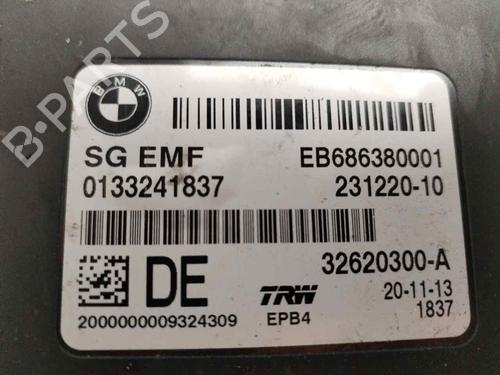 B-PARTS
BMW
SG EMF EB686380001
0133241837 231220-10
DE 32620300-A
TRW 20-11-13
2000000009324309 EPB4 1837